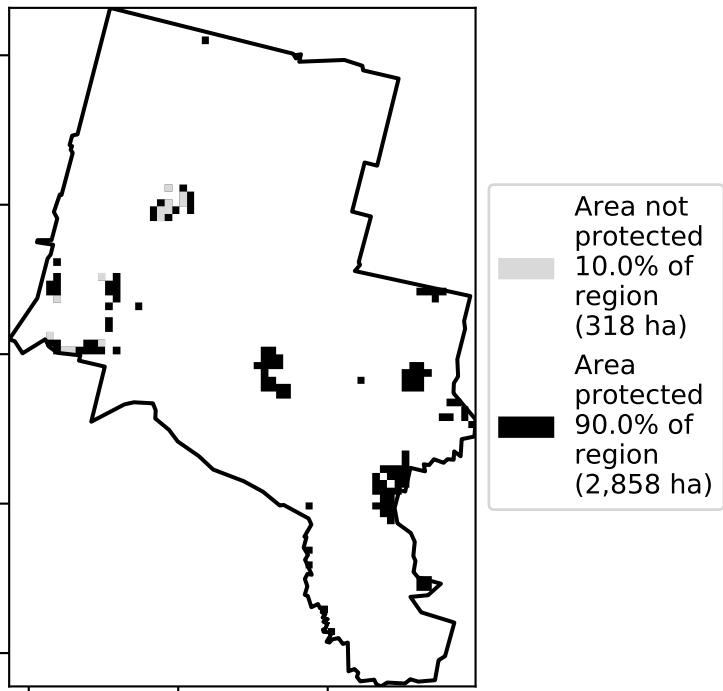 Area not
protected
10.0% of
region
(318 ha)
Area
protected
90.0% of
region
(2,858 ha)